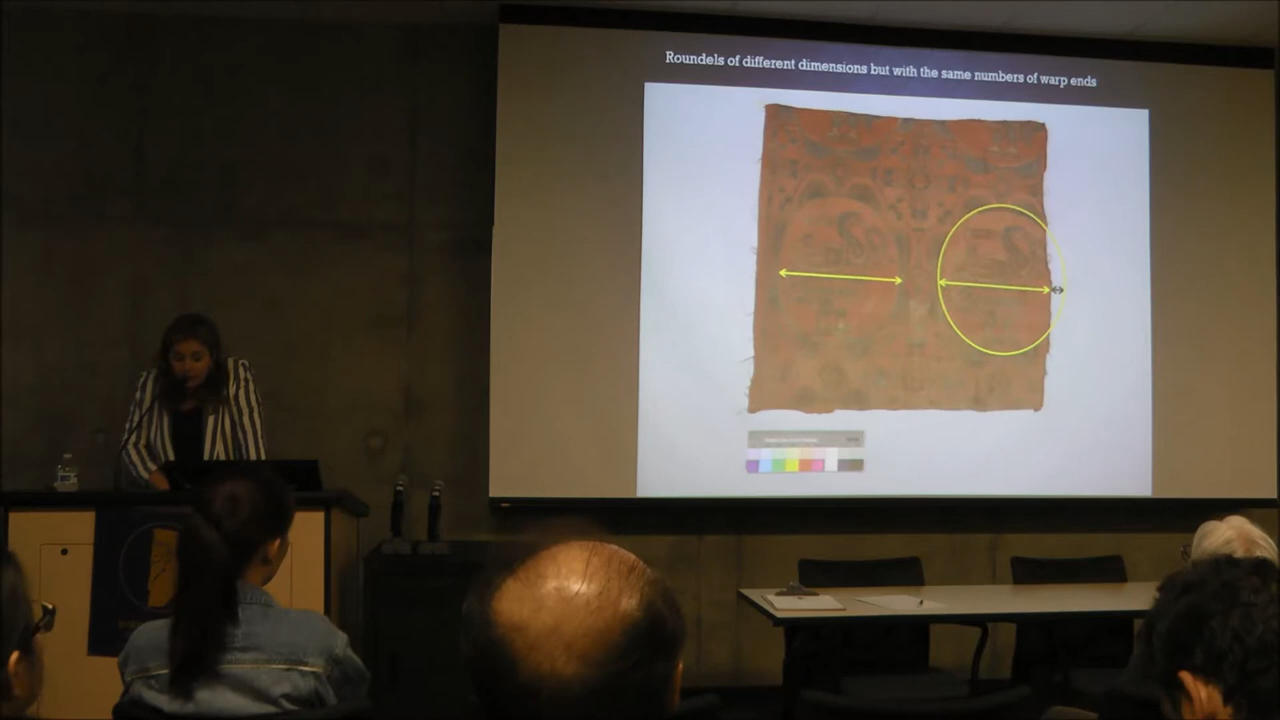 Roundels of different dimensions but with the same numbers of warp ends